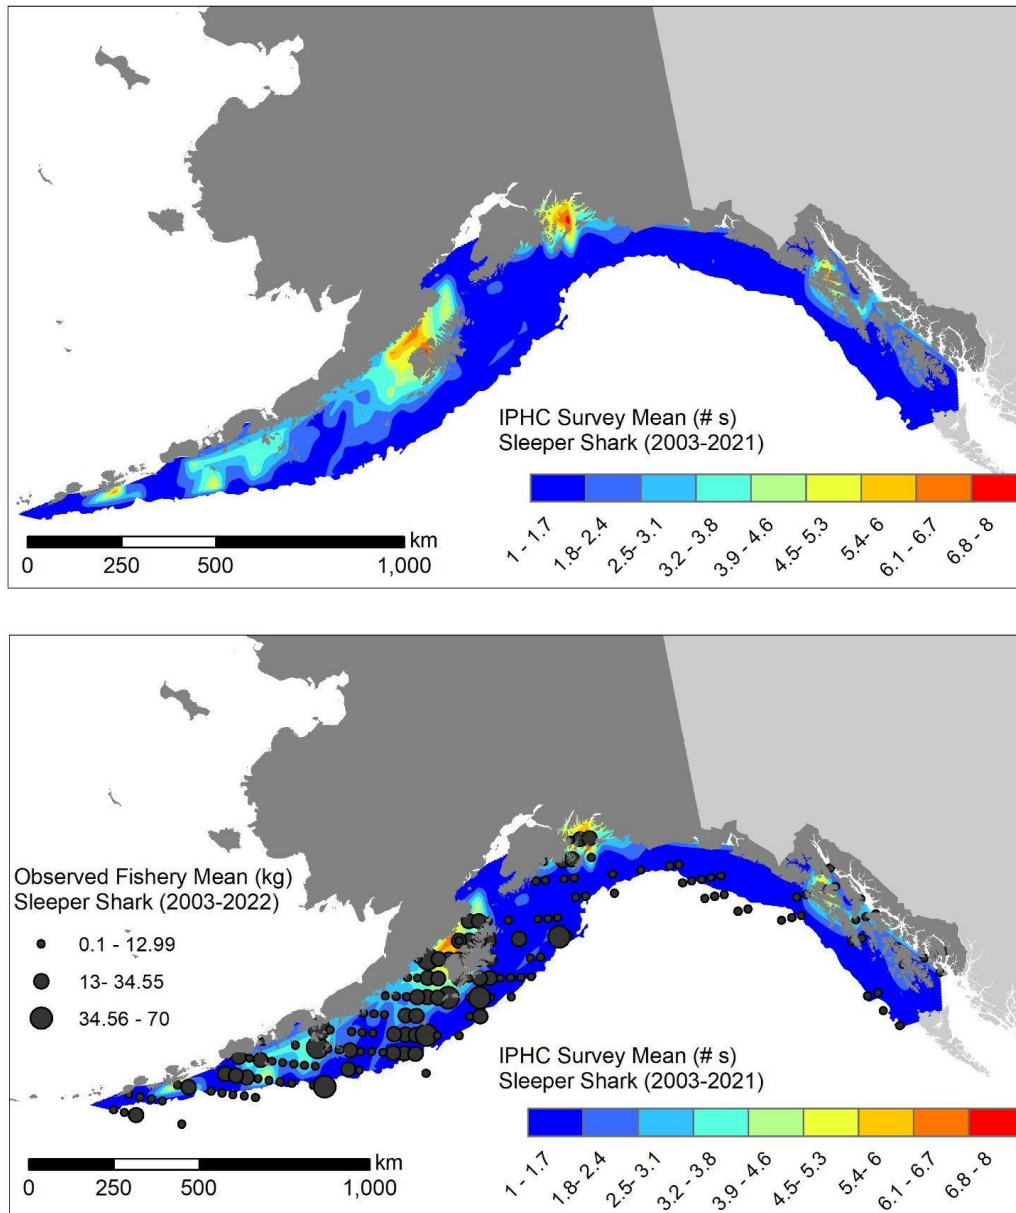 IPHC Survey Mean (# s)
Sleeper Shark (2003-2021)
1 - 1.7
1.8- 2.4
2.5- 3.1
3.2 - 3.8
3.9 - 4.6
4.5- 5.3
5.4- 6
6.1 - 6.7
6.8 - 8
km
0 250 500 1,000
Observed Fishery Mean (kg)
Sleeper Shark (2003-2022)
0.1 - 12.99
13- 34.55
34.56 - 70
IPHC Survey Mean (# s)
Sleeper Shark (2003-2021)
1 - 1.7
1.8- 2.4
2.5- 3.1
3.2 - 3.8
3.9 - 4.6
4.5- 5.3
5.4- 6
6.1 - 6.7
6.8 - 8
km
0 250 500 1,000